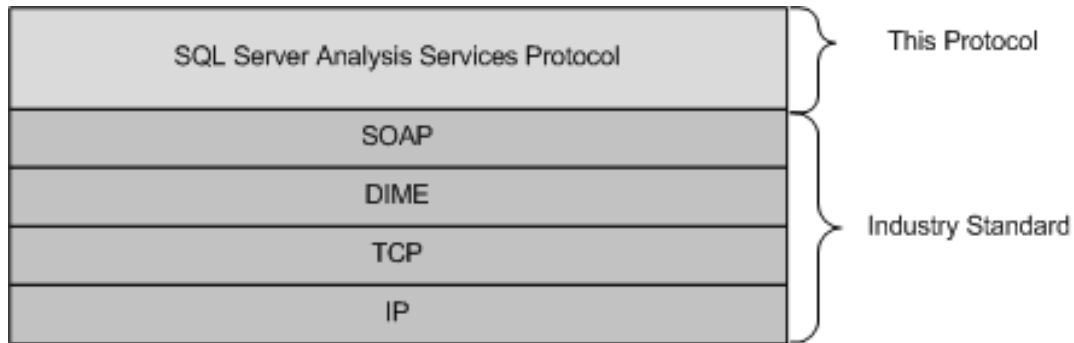 SQL Server Analysis Services Protocol
This Protocol
SOAP
DIME
TCP
IP
Industry Standard